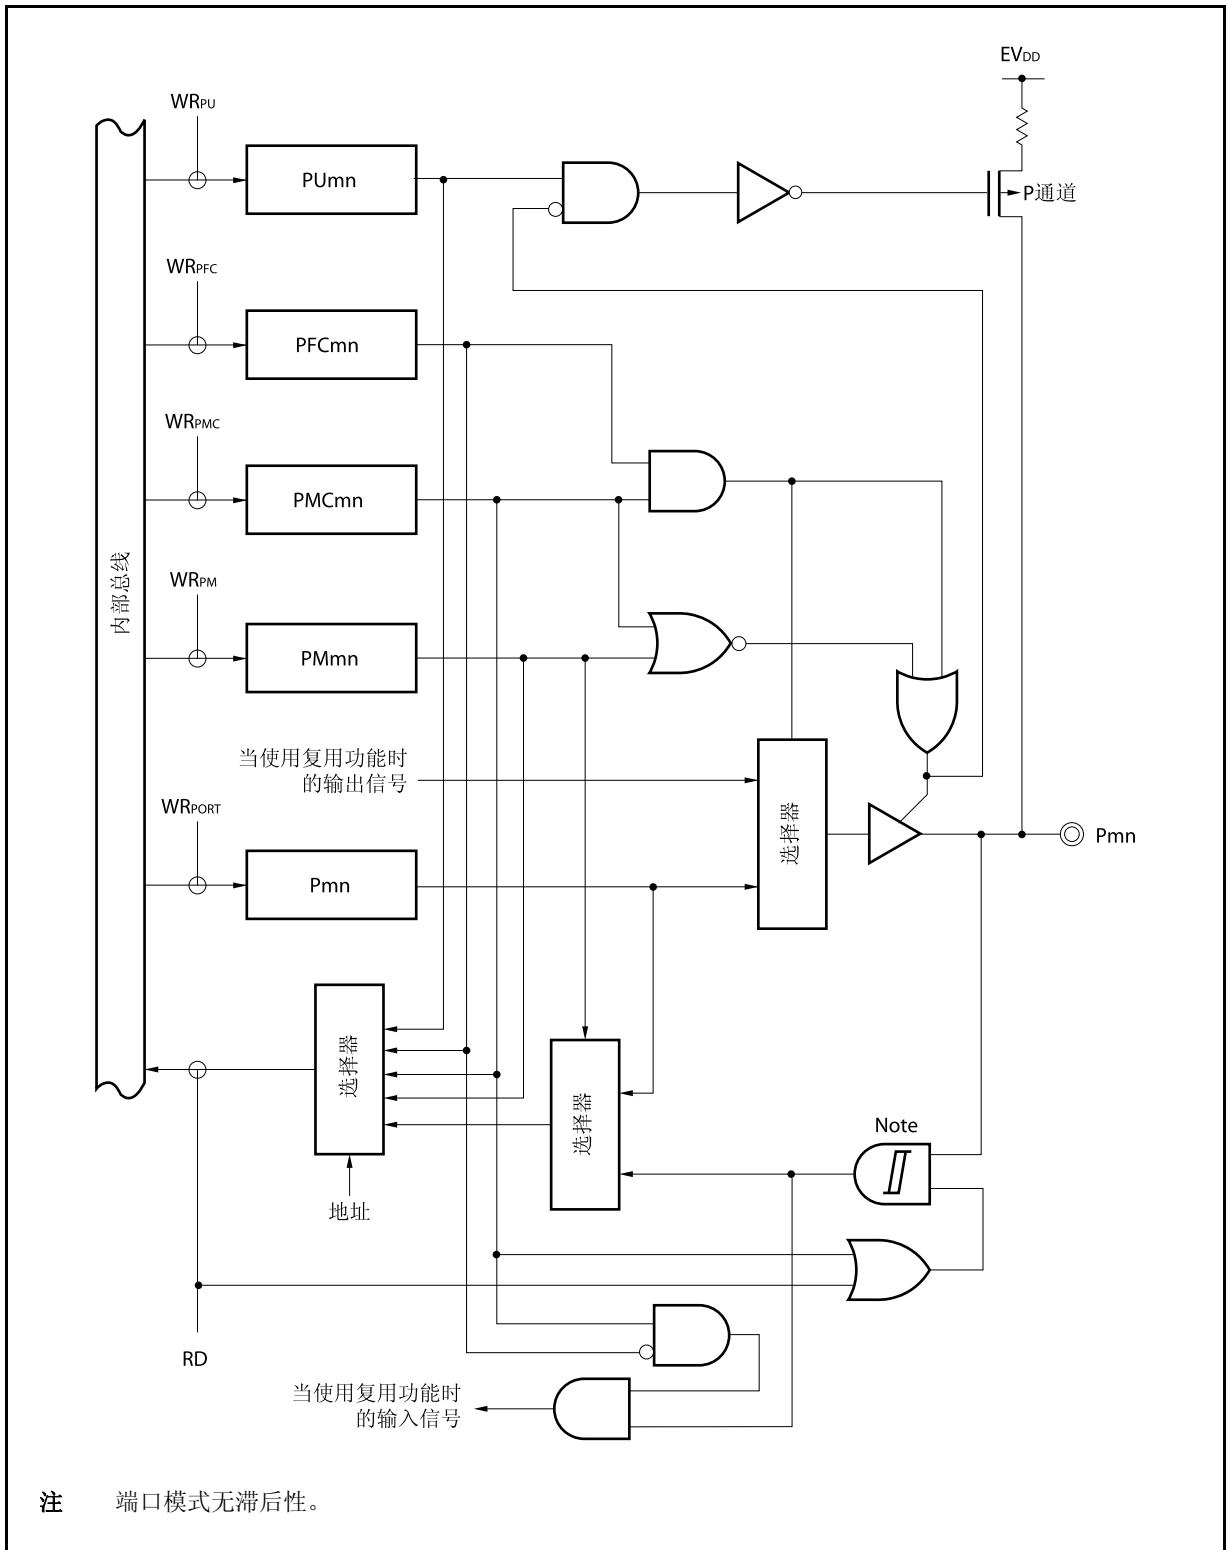 EVDD
WRPU
PUmn
P通道
WRPFC
PFCmn
WRPMC
PMCmn
内部总线
WRPM
PMmn
当使用复用功能时
的输出信号
WRPORT
选择器
Pmn
Pmn
选择器
选择器
Note
地址
RD
当使用复用功能时
的输入信号
注 端口模式无滞后性。